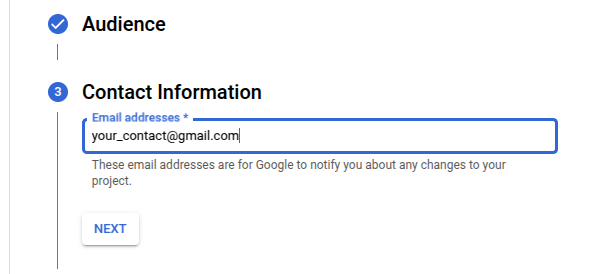 Audience
3 Contact Information
Email addresses *
your_contact@gmail.com
These email addresses are for Google to notify you about any changes to your
project.
NEXT